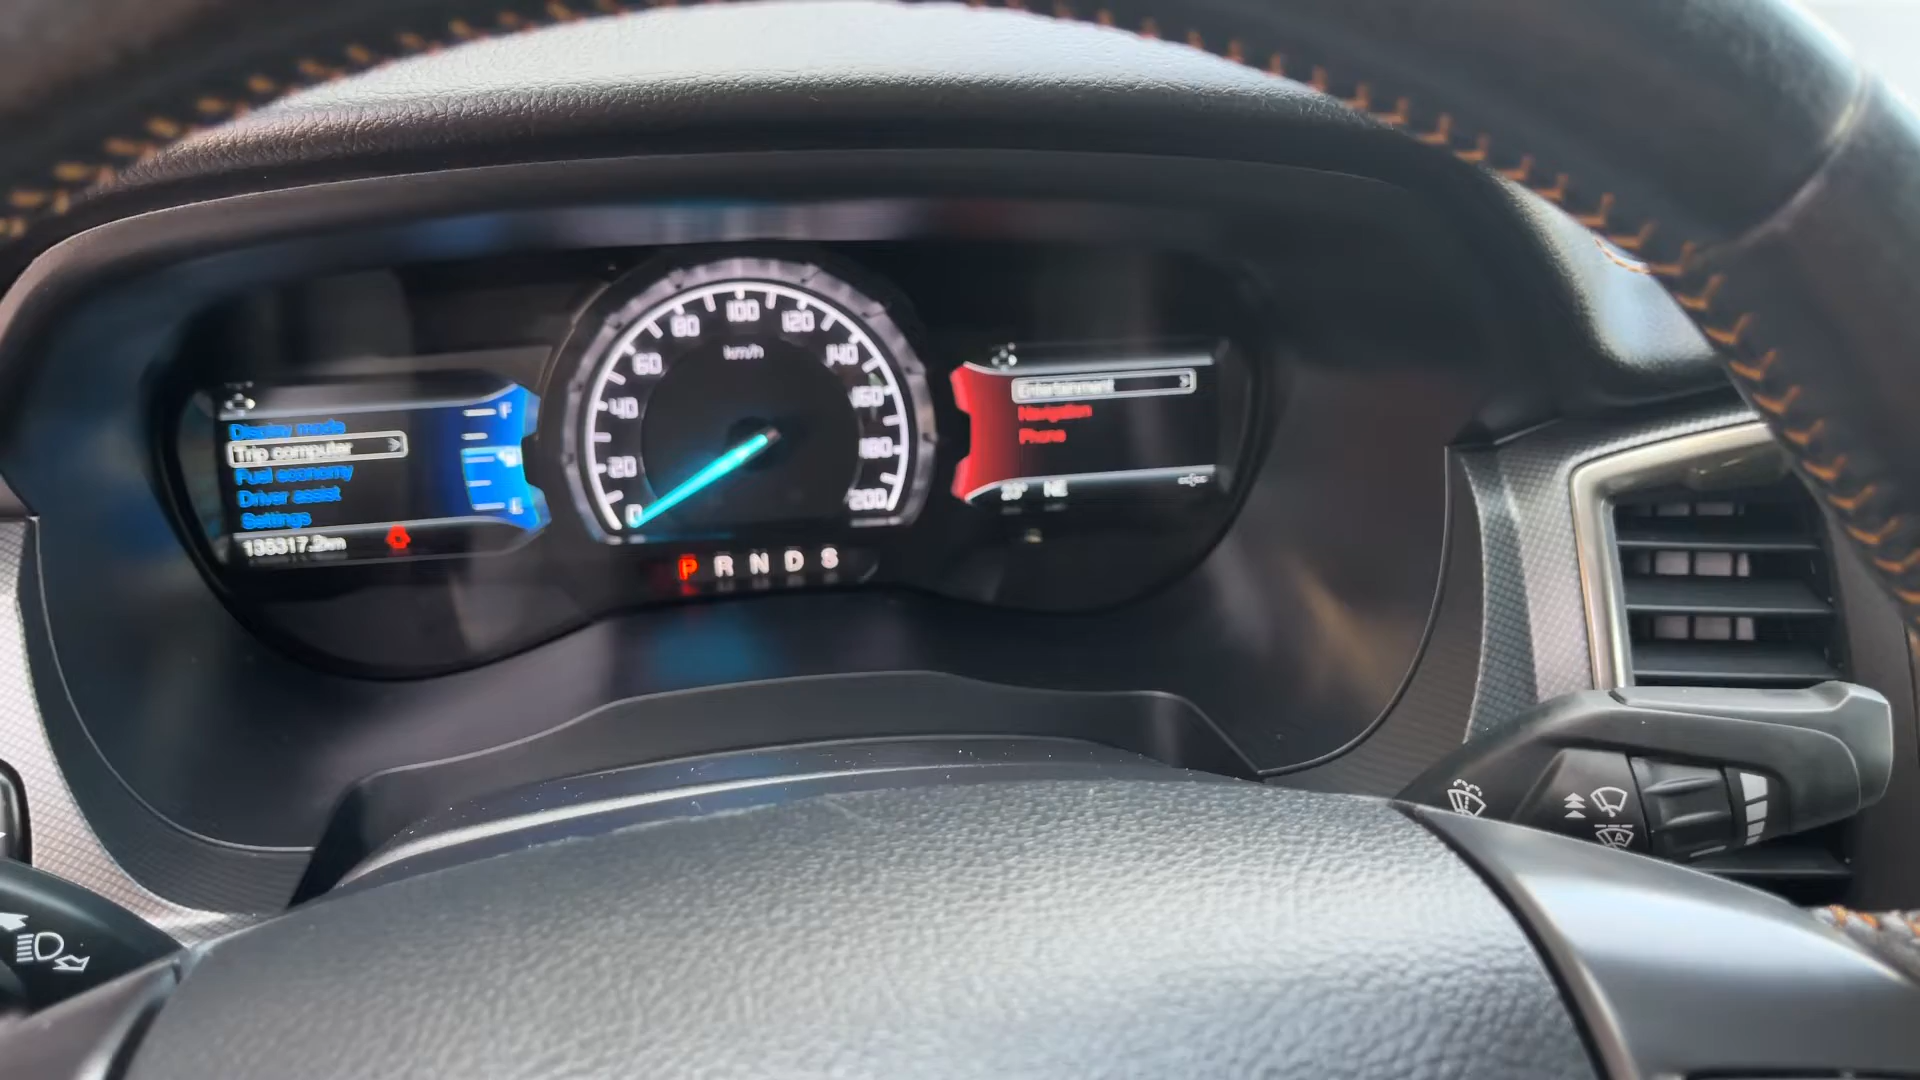 Display mode
Trip computer >
Fuel economy
Driver assist
Settings
135317.2km
F
E
0
20
40
60
80
100
120
140
160
180
200
km/h
P R N D S
Entertainment >
Navigation
Phone
NE
A